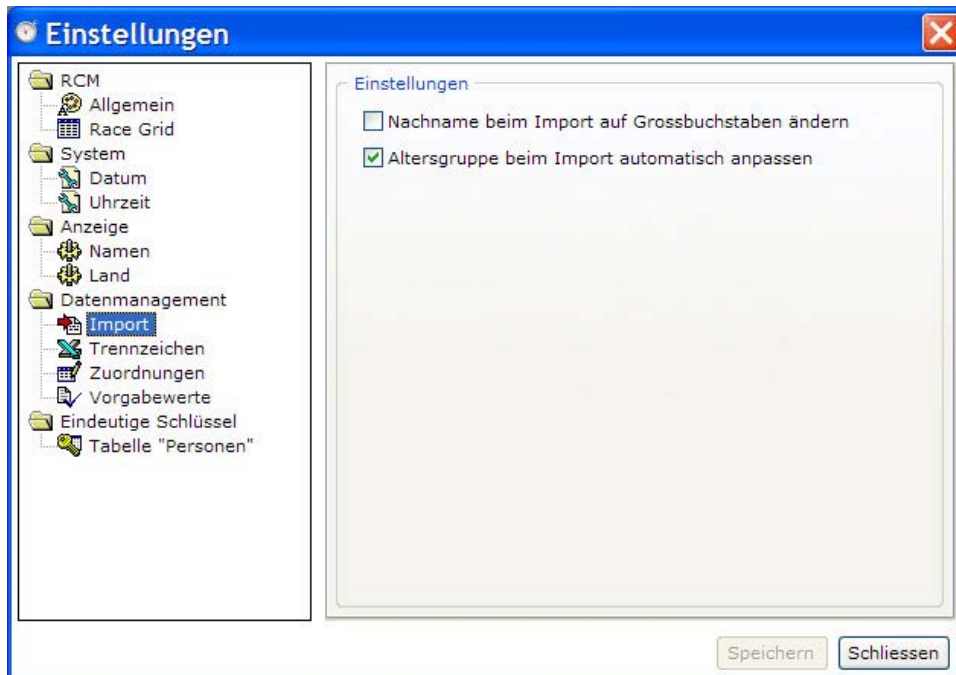 Einstellungen
RCM
Allgemein
Race Grid
System
Datum
Uhrzeit
Anzeige
Namen
Land
Datenmanagement
Import
Trennzeichen
Zuordnungen
Vorgabewerte
Eindeutige Schlüssel
Tabelle "Personen"
Einstellungen
Nachname beim Import auf Grossbuchstaben ändern
Altersgruppe beim Import automatisch anpassen
Speichern
Schliessen